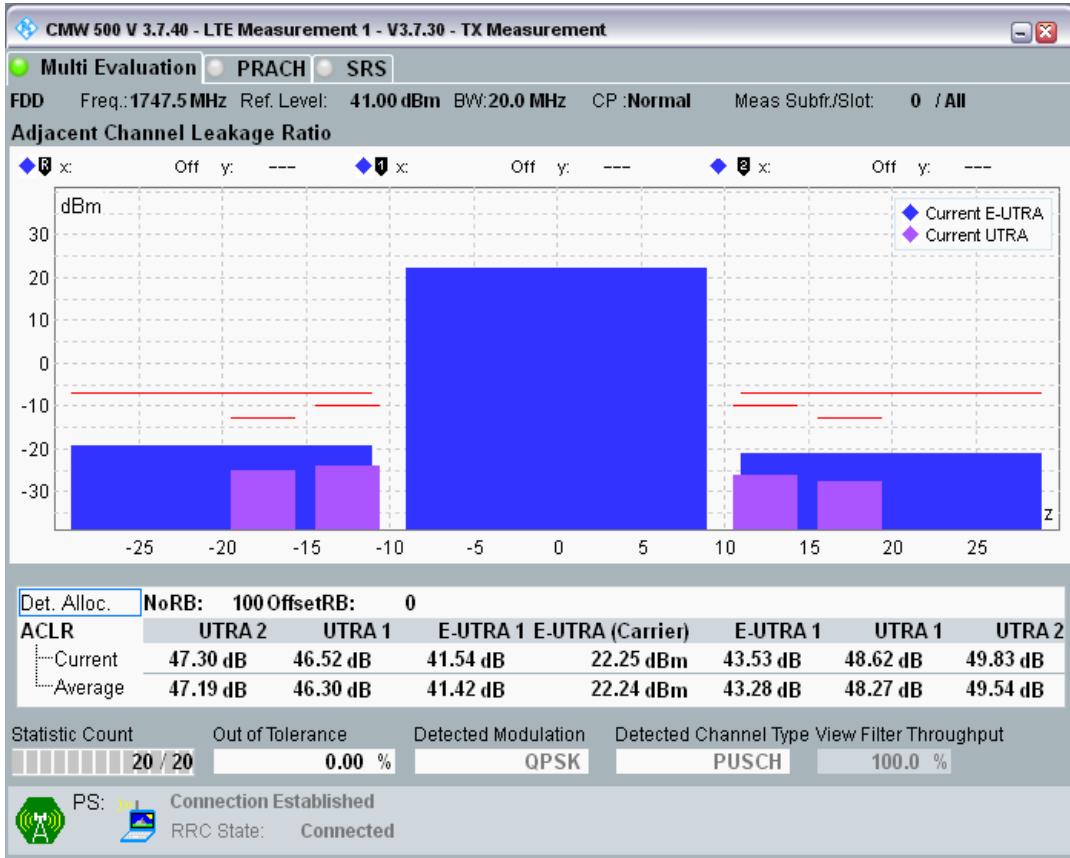 CMW 500 V 3.7.40 - LTE Measurement 1 - V3.7.30 - TX Measurement
Multi Evaluation PRACH SRS
FDD Freq.:1747.5 MHz Ref. Level: 41.00 dBm BW:20.0 MHz CP :Normal Meas Subfr./Slot: 0 / All
Adjacent Channel Leakage Ratio
R x: Off y: --- 1 x: Off y: --- 2 x: Off y: ---
dBm
Current E-UTRA
Current UTRA
30
20
10
0
-10
-20
-30
z
-25 -20 -15 -10 -5 0 5 10 15 20 25
Det. Alloc. NoRB: 100 OffsetRB: 0
ACLR UTRA 2 UTRA 1 E-UTRA 1 E-UTRA (Carrier) E-UTRA 1 UTRA 1 UTRA 2
Current 47.30 dB 46.52 dB 41.54 dB 22.25 dBm 43.53 dB 48.62 dB 49.83 dB
Average 47.19 dB 46.30 dB 41.42 dB 22.24 dBm 43.28 dB 48.27 dB 49.54 dB
Statistic Count Out of Tolerance Detected Modulation Detected Channel Type View Filter Throughput
20 / 20 0.00 % QPSK PUSCH 100.0 %
PS: Connection Established
RRC State: Connected